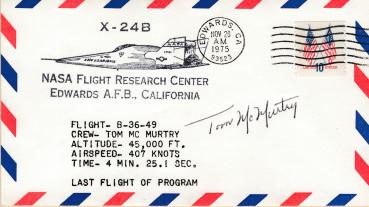 X-24B
EDWARDS, CA
NOV 26
AM
1975
93523
10¢
NASA FLIGHT RESEARCH CENTER
EDWARDS A.F.B., CALIFORNIA
Tom McMurtry
FLIGHT- B-36-49
CREW- TOM MC MURTRY
ALTITUDE- 45,000 FT.
AIRSPEED- 407 KNOTS
TIME- 4 MIN. 25.1 SEC.
LAST FLIGHT OF PROGRAM